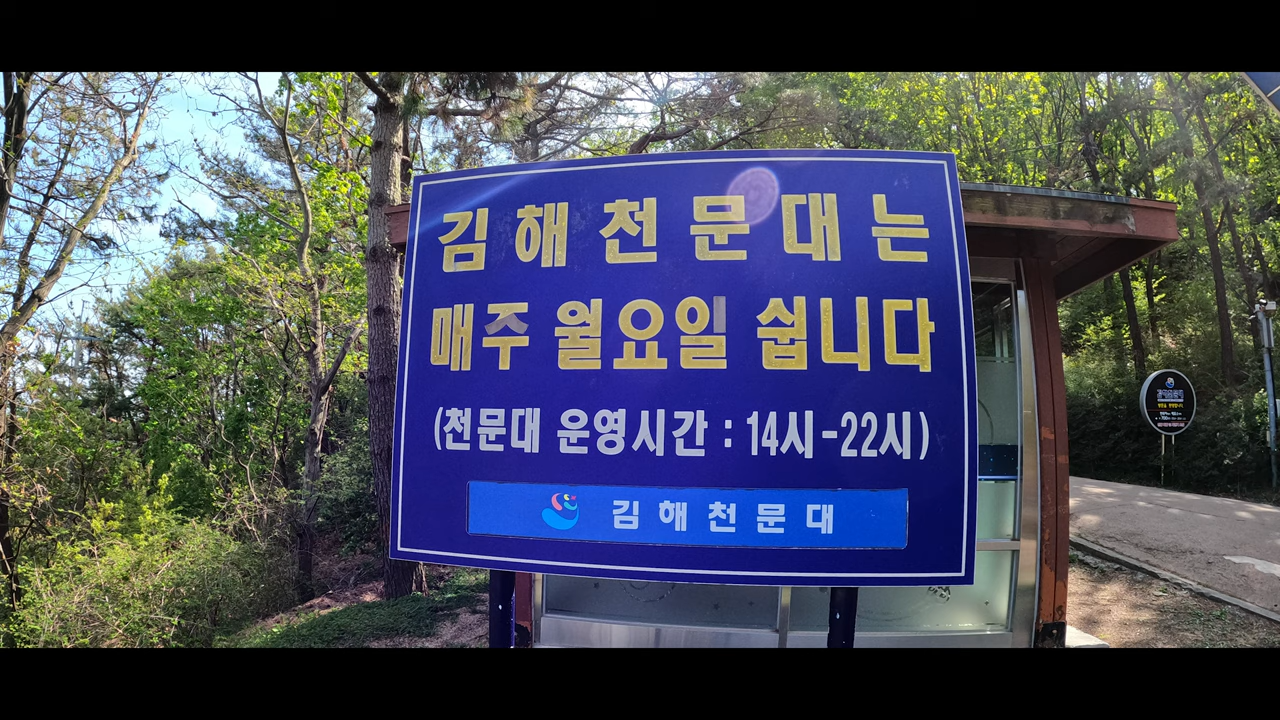 김해천문대는
매주 월요일 쉽니다
(천문대 운영시간 : 14시-22시)
김해천문대